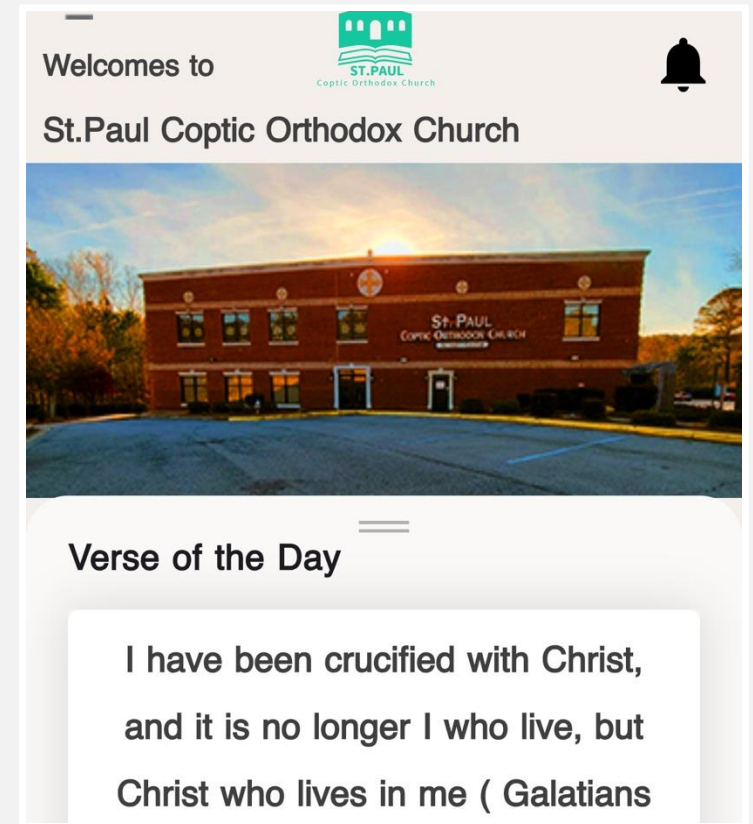 Welcomes to
ST.PAUL
Coptic Orthodox Church
St.Paul Coptic Orthodox Church
ST. PAUL
COPTIC ORTHODOX CHURCH
Verse of the Day
I have been crucified with Christ,
and it is no longer I who live, but
Christ who lives in me ( Galatians